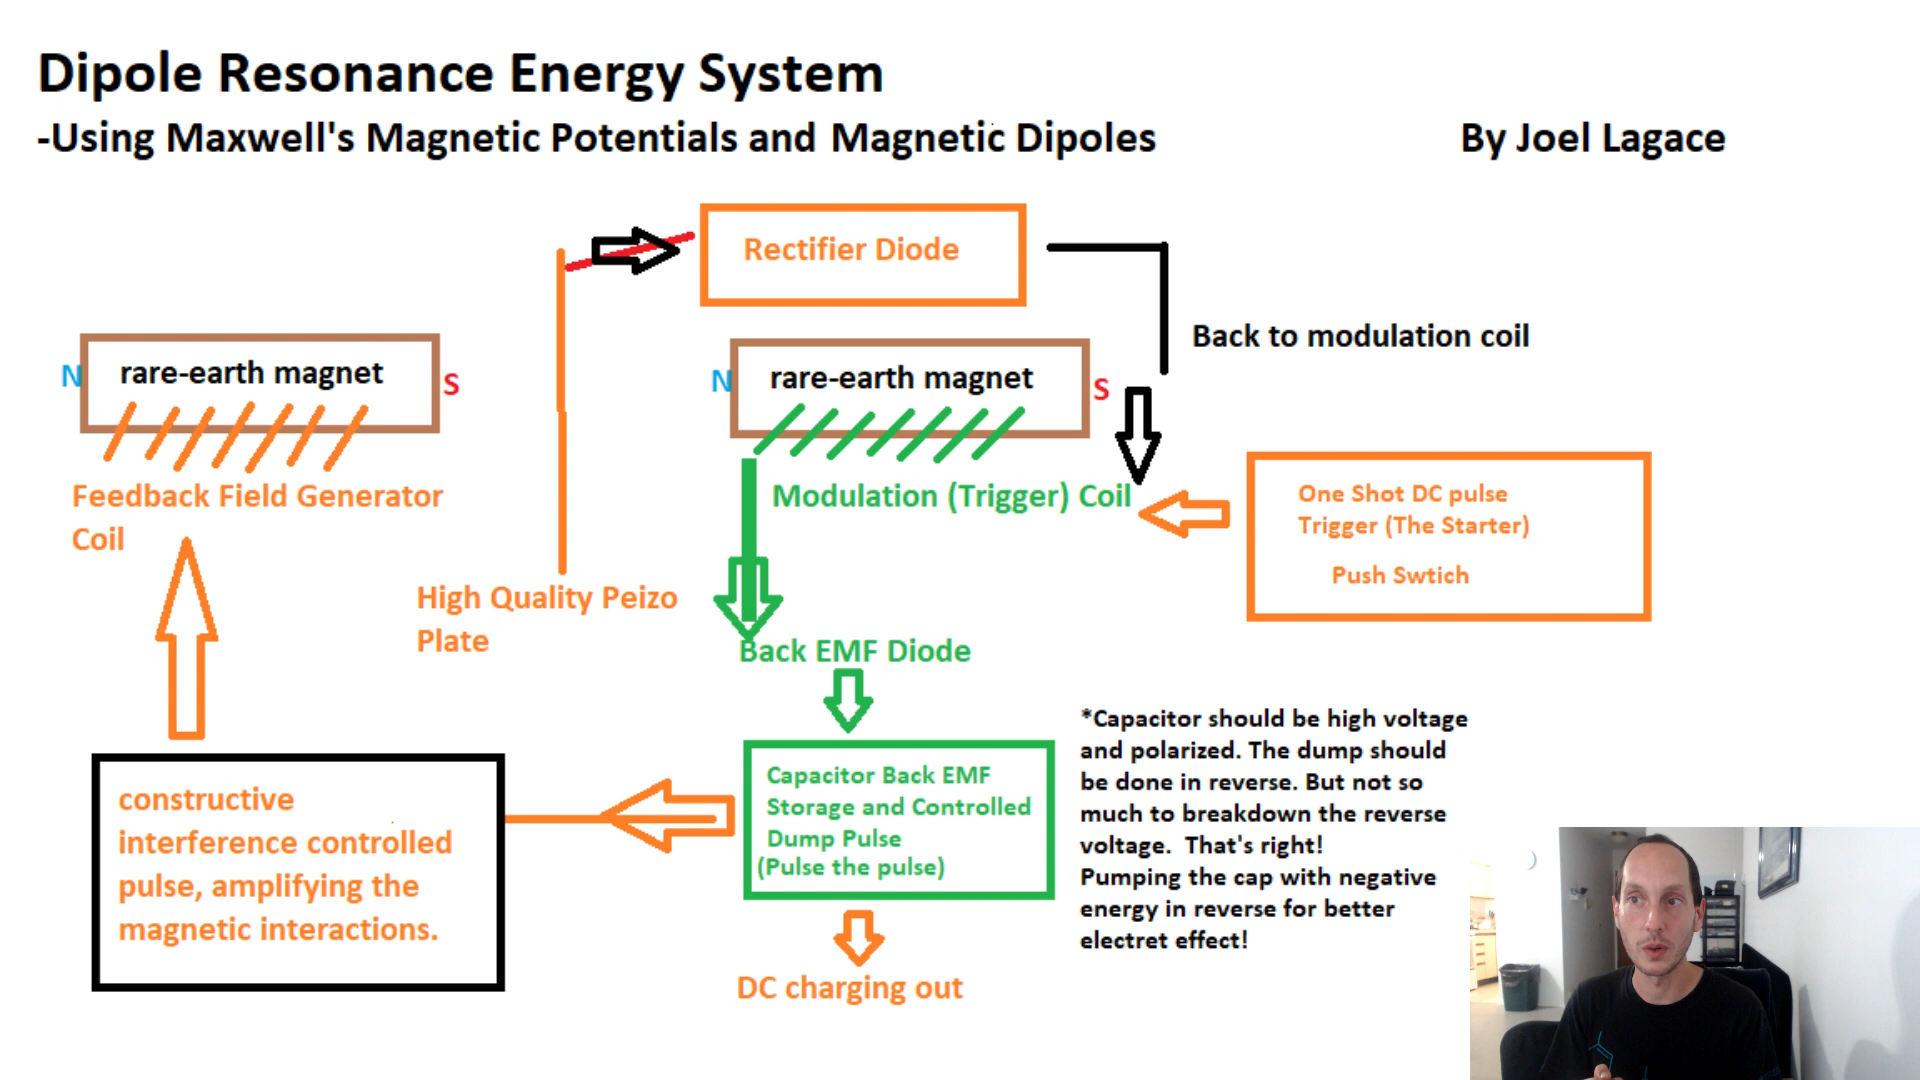 Dipole Resonance Energy System
-Using Maxwell's Magnetic Potentials and Magnetic Dipoles
By Joel Lagace
Rectifier Diode
Back to modulation coil
N
rare-earth magnet
S
N
rare-earth magnet
S
Feedback Field Generator
Coil
Modulation (Trigger) Coil
One Shot DC pulse
Trigger (The Starter)
Push Swtich
High Quality Peizo
Plate
Back EMF Diode
*Capacitor should be high voltage
and polarized. The dump should
be done in reverse. But not so
much to breakdown the reverse
voltage. That's right!
Pumping the cap with negative
energy in reverse for better
electret effect!
Capacitor Back EMF
Storage and Controlled
Dump Pulse
(Pulse the pulse)
constructive
interference controlled
pulse, amplifying the
magnetic interactions.
DC charging out